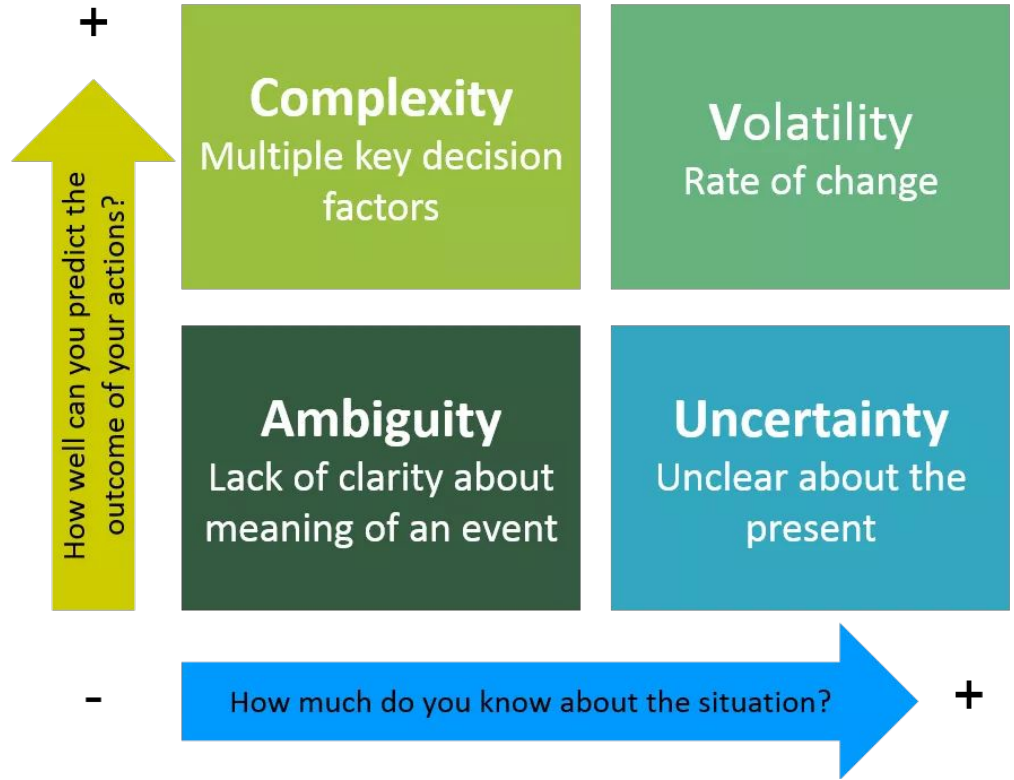 +
Complexity
Multiple key decision
factors
Volatility
Rate of change
How well can you predict the
outcome of your actions?
Ambiguity
Lack of clarity about
meaning of an event
Uncertainty
Unclear about the
present
-
How much do you know about the situation?
+